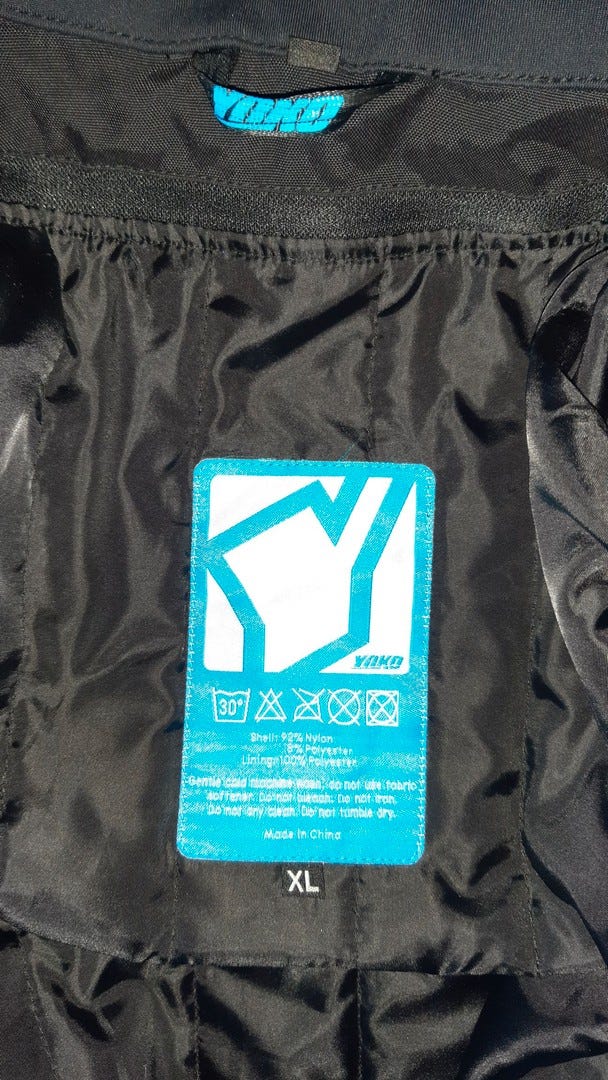 YOKO
YOKO
30°
Shell: 92% Nylon
8% Polyester
Lining: 100% Polyester
Gentle cold machine wash, do not use fabric
softener. Do not bleach. Do not iron.
Do not dry clean. Do not tumble dry.
Made in China
XL